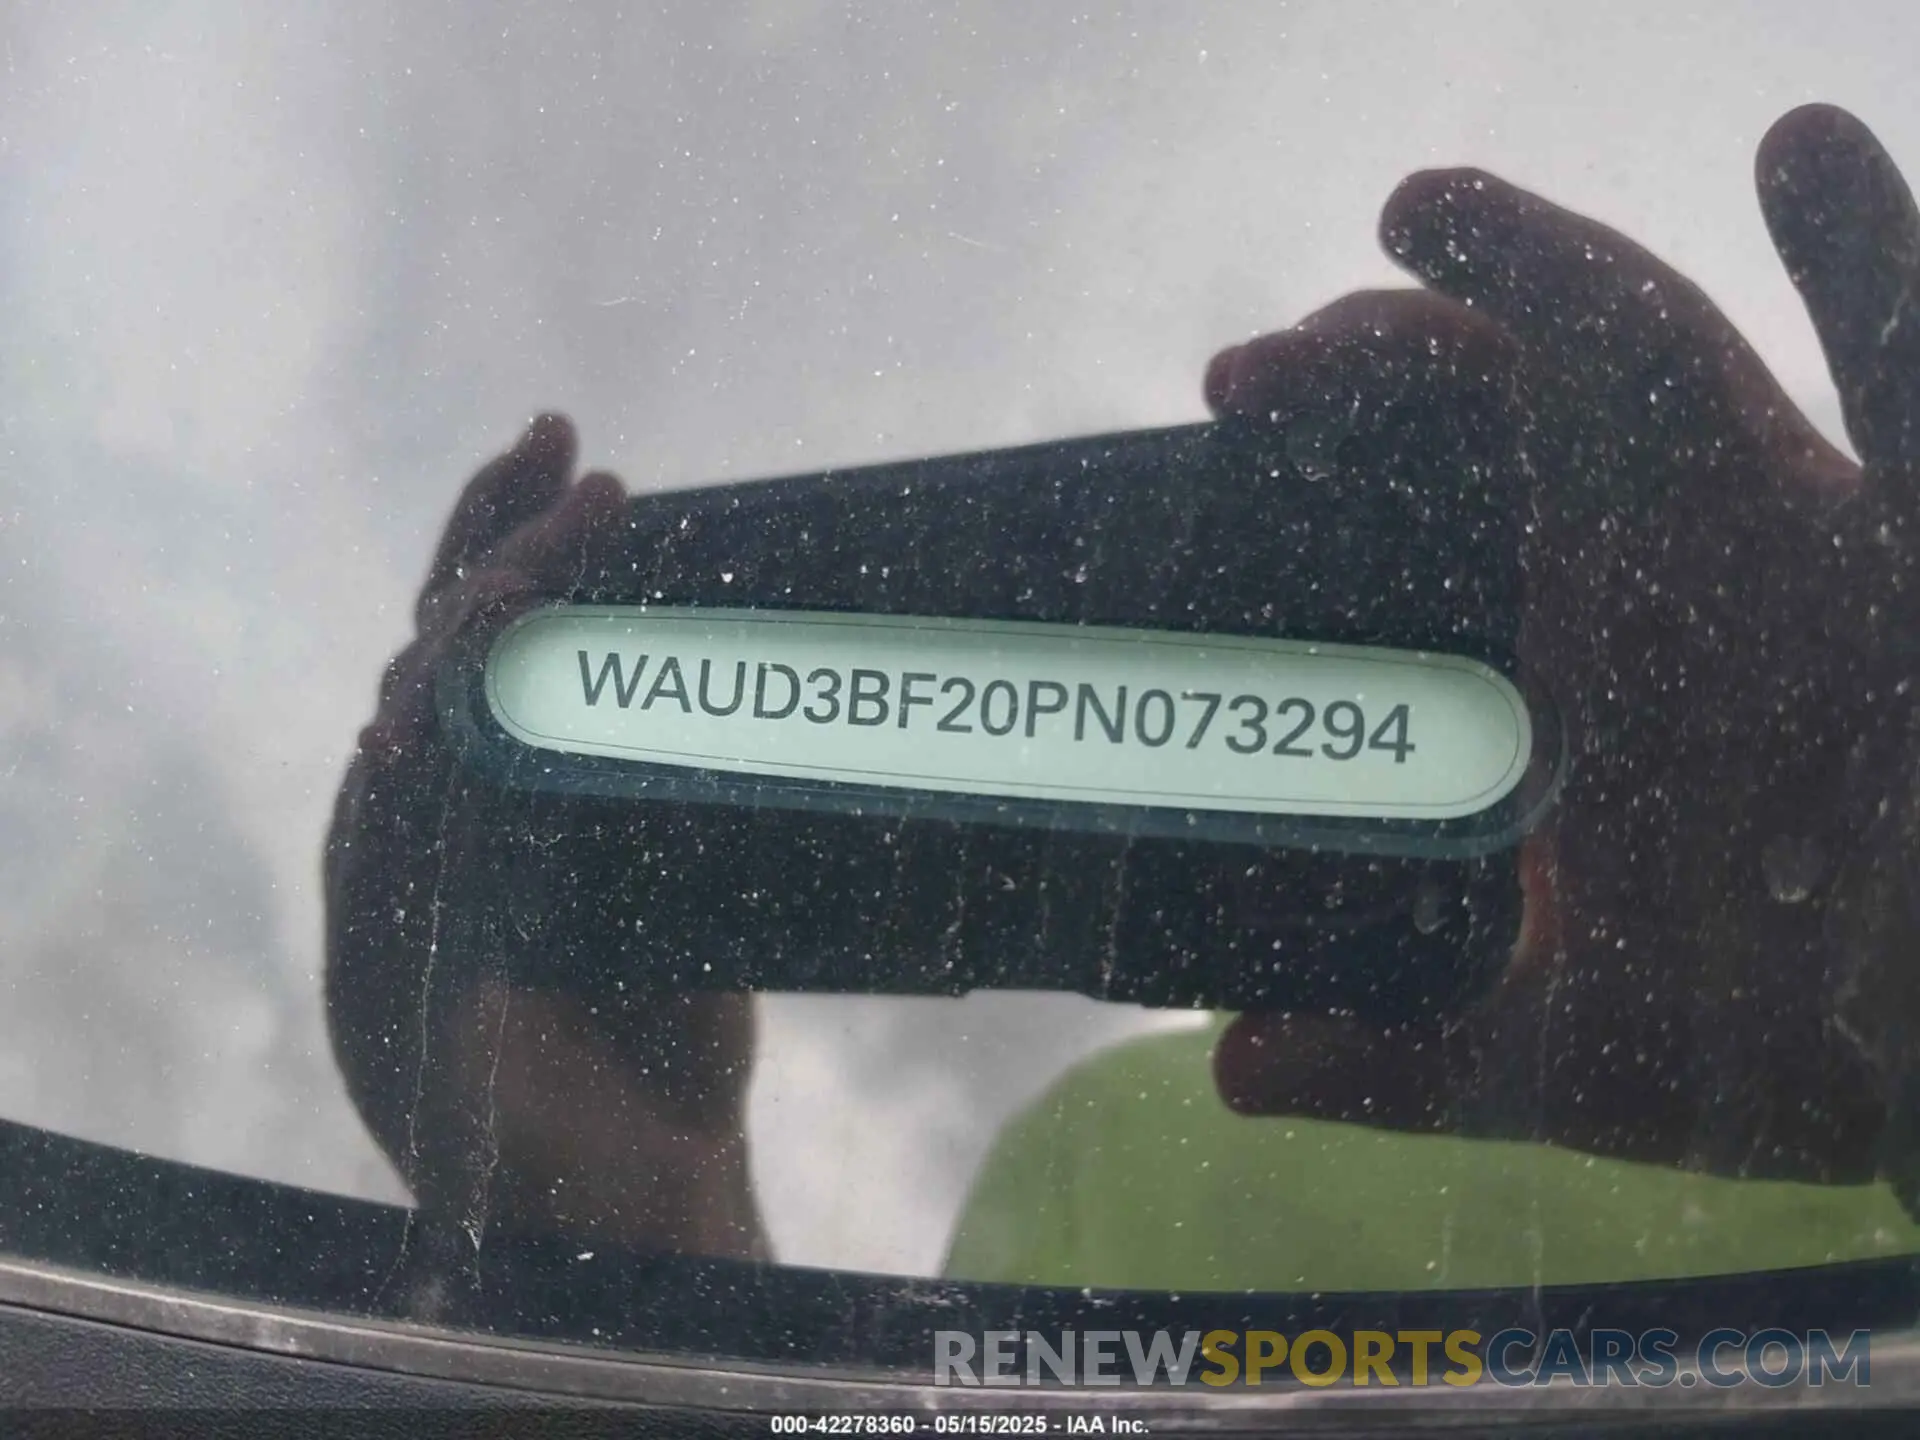 WAUD3BF20PN073294
RENEWSPORTSCARS.COM
000-42278360 - 05/15/2025 - IAA Inc.